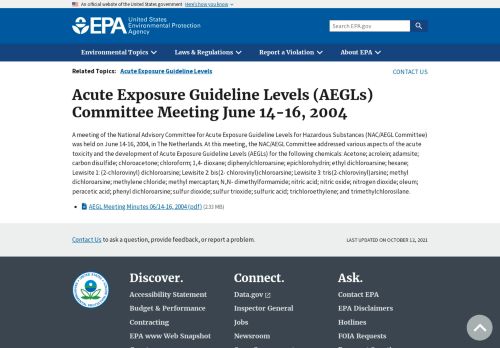 An official website of the United States government Here's how you know
EPA United States
Environmental Protection
Agency
Search EPA.gov
Environmental Topics Laws & Regulations Report a Violation About EPA
Related Topics: Acute Exposure Guideline Levels
CONTACT US
Acute Exposure Guideline Levels (AEGLs)
Committee Meeting June 14-16, 2004
A meeting of the National Advisory Committee for Acute Exposure Guideline Levels for Hazardous Substances (NAC/AEGL Committee)
was held on June 14-16, 2004, in The Netherlands. At this meeting, the NAC/AEGL Committee addressed various aspects of the acute
toxicity and the development of Acute Exposure Guideline Levels (AEGLs) for the following chemicals: Acetone; acrolein; adamsite;
carbon disulfide; chloroacetone; chloroform; 1,4- dioxane; diphenylchloroarsine; epichlorohydrin; ethyl dichloroarsine; hexane;
Lewisite 1: (2-chlorovinyl) dichloroarsine; Lewisite 2: bis(2- chlorovinyl)chloroarsine; Lewisite 3: tris(2-chlorovinyl)arsine; methyl
dichloroarsine; methylene chloride; methyl mercaptan; N,N- dimethylformamide; nitric acid; nitric oxide; nitrogen dioxide; oleum;
peracetic acid; phenyl dichloroarsine; sulfur dioxide; sulfur trioxide; sulfuric acid; trichloroethylene; and trimethylchlorosilane.
AEGL Meeting Minutes 06/14-16, 2004 (pdf) (2.33 MB)
Contact Us to ask a question, provide feedback, or report a problem.
LAST UPDATED ON OCTOBER 12, 2021
Discover. Connect. Ask.
Accessibility Statement Data.gov Contact EPA
Budget & Performance Inspector General EPA Disclaimers
Contracting Jobs Hotlines
EPA www Web Snapshot Newsroom FOIA Requests